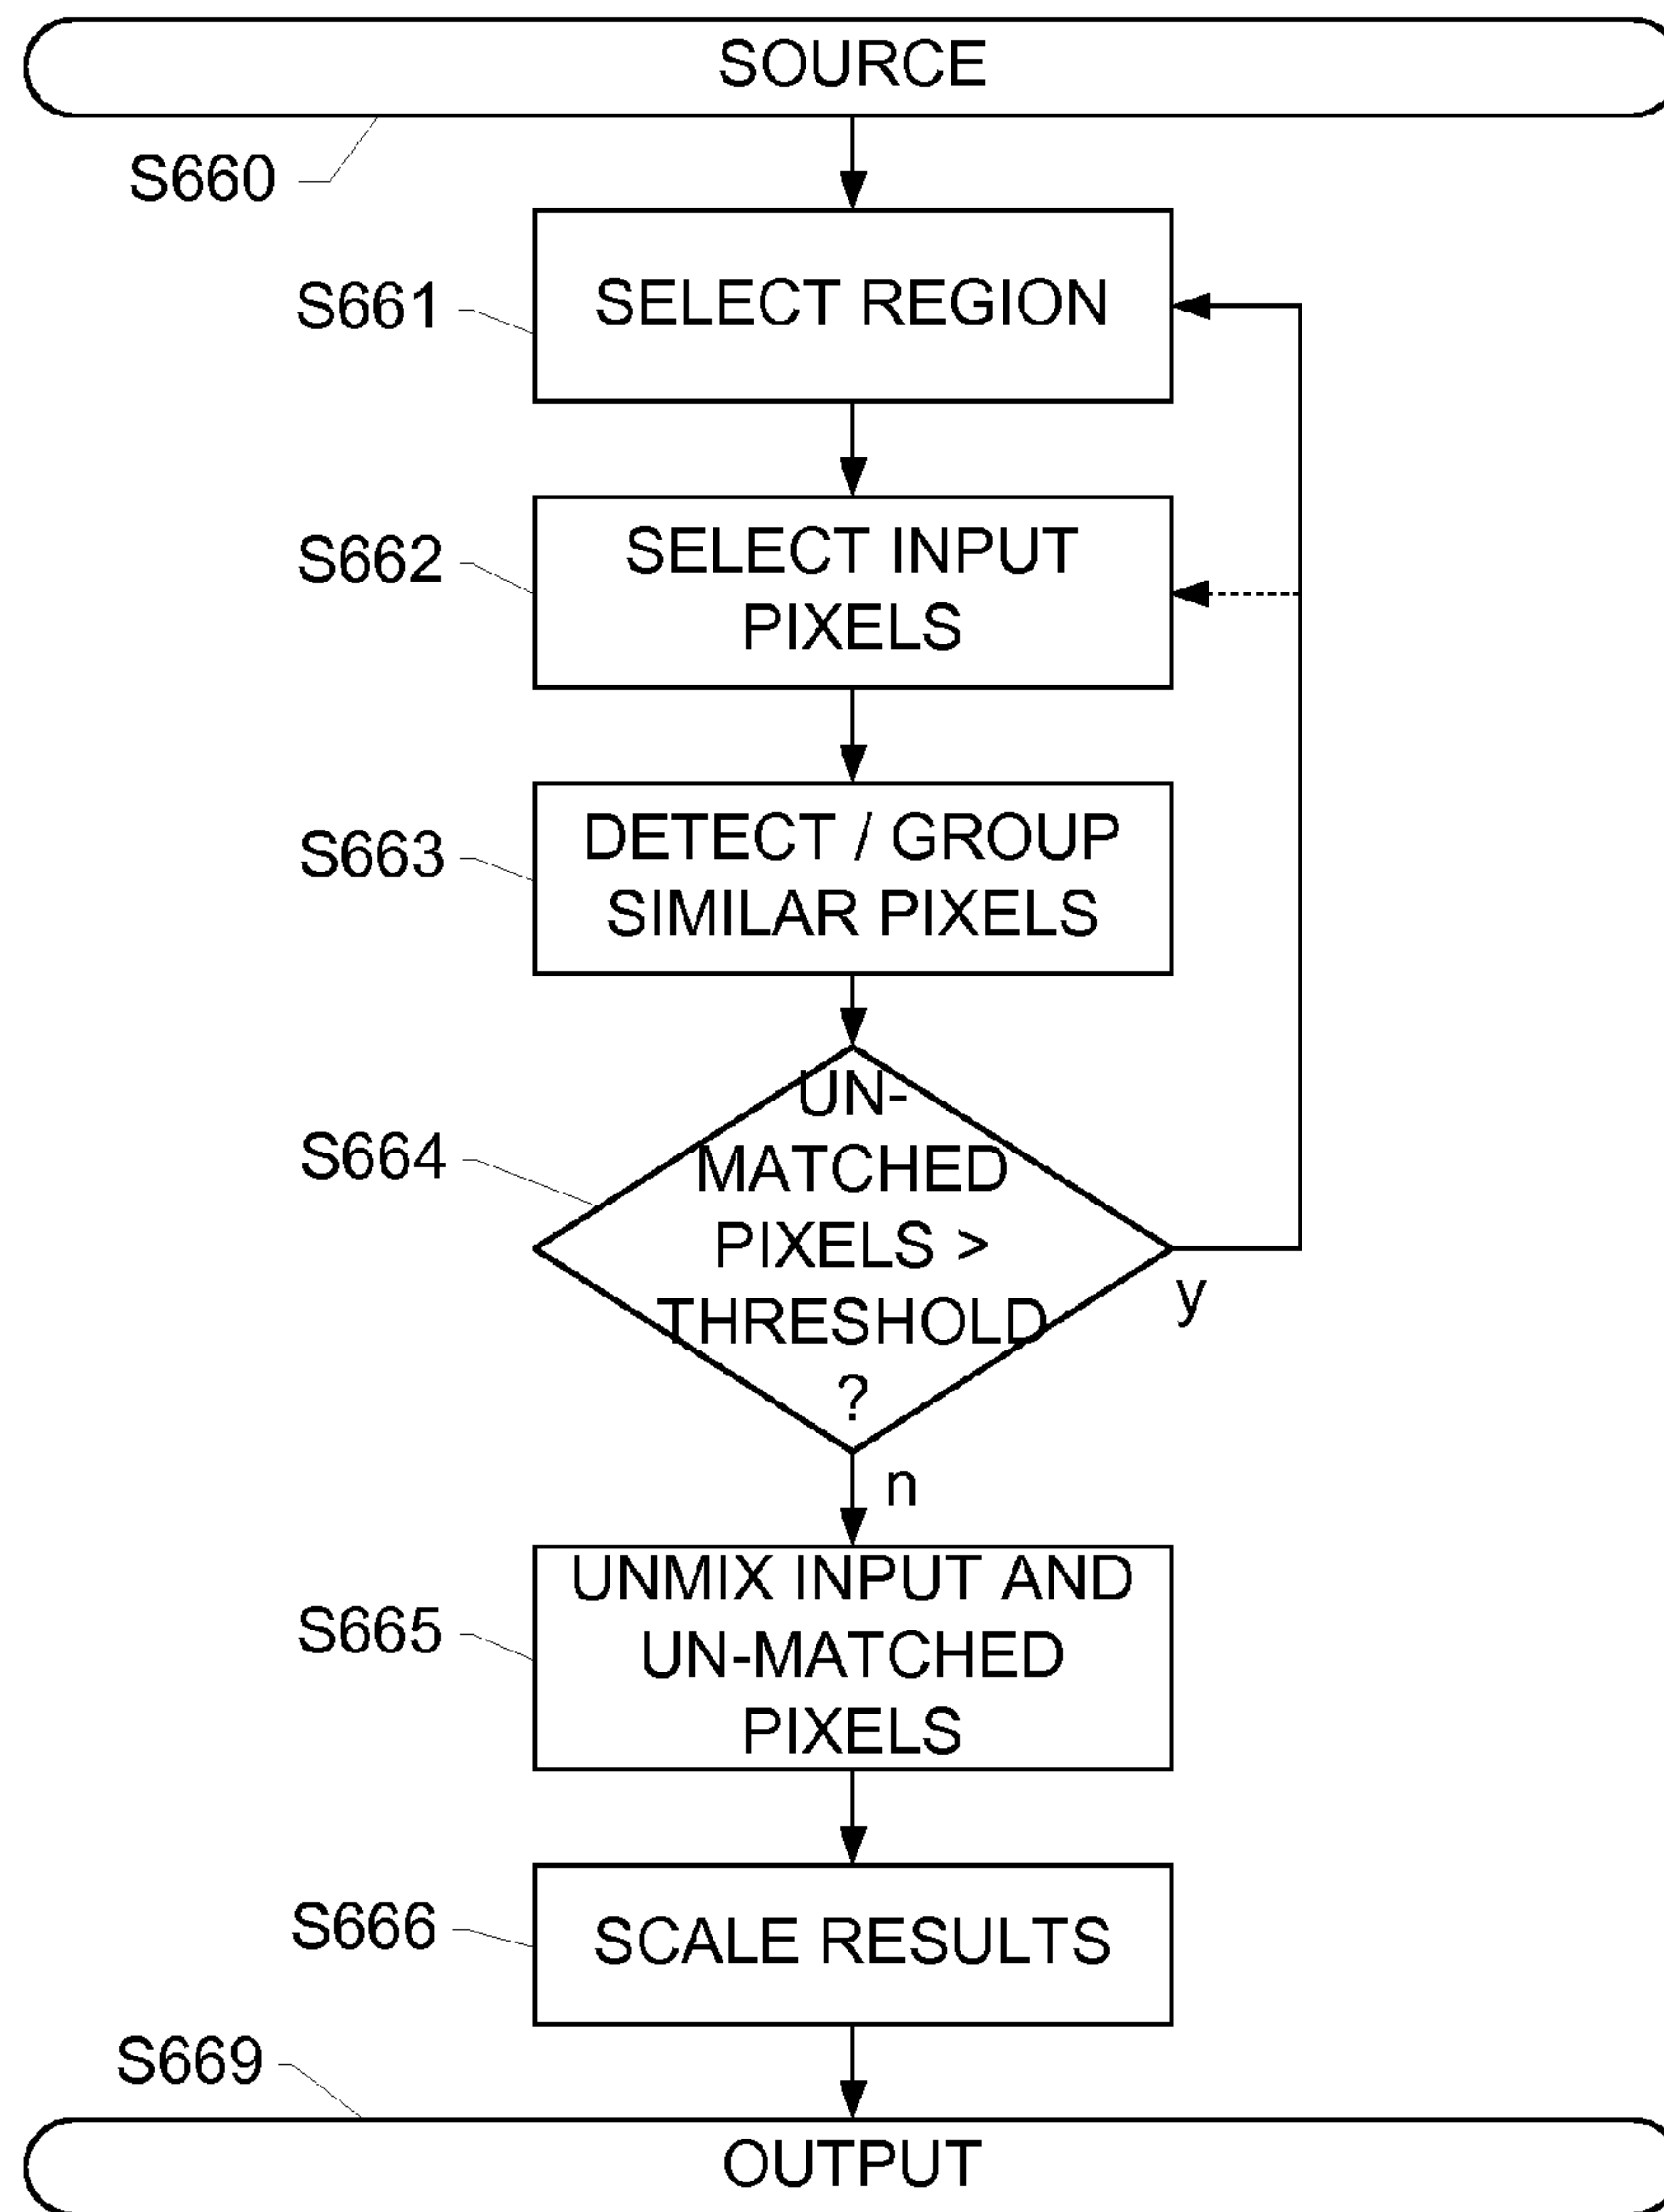 SOURCE
S660
S661
SELECT REGION
S662
SELECT INPUT
PIXELS
S663
DETECT / GROUP
SIMILAR PIXELS
S664
UN-
MATCHED
PIXELS >
THRESHOLD
?
y
n
S665
UNMIX INPUT AND
UN-MATCHED
PIXELS
S666
SCALE RESULTS
S669
OUTPUT